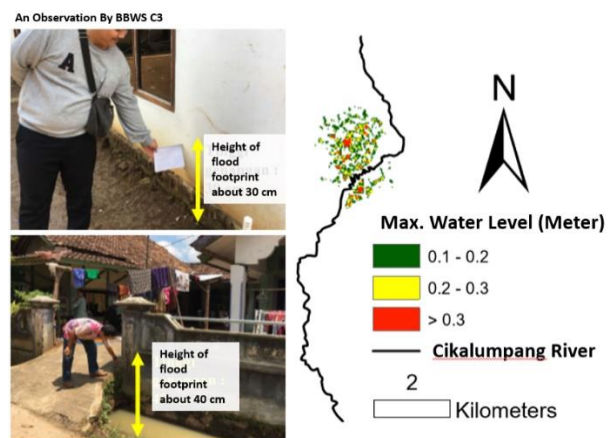 An Observation By BBWS C3
Height of
flood
footprint
about 30 cm
Height of
flood
footprint
about 40 cm
N
Max. Water Level (Meter)
0.1 - 0.2
0.2 - 0.3
> 0.3
Cikalumpang River
2
Kilometers